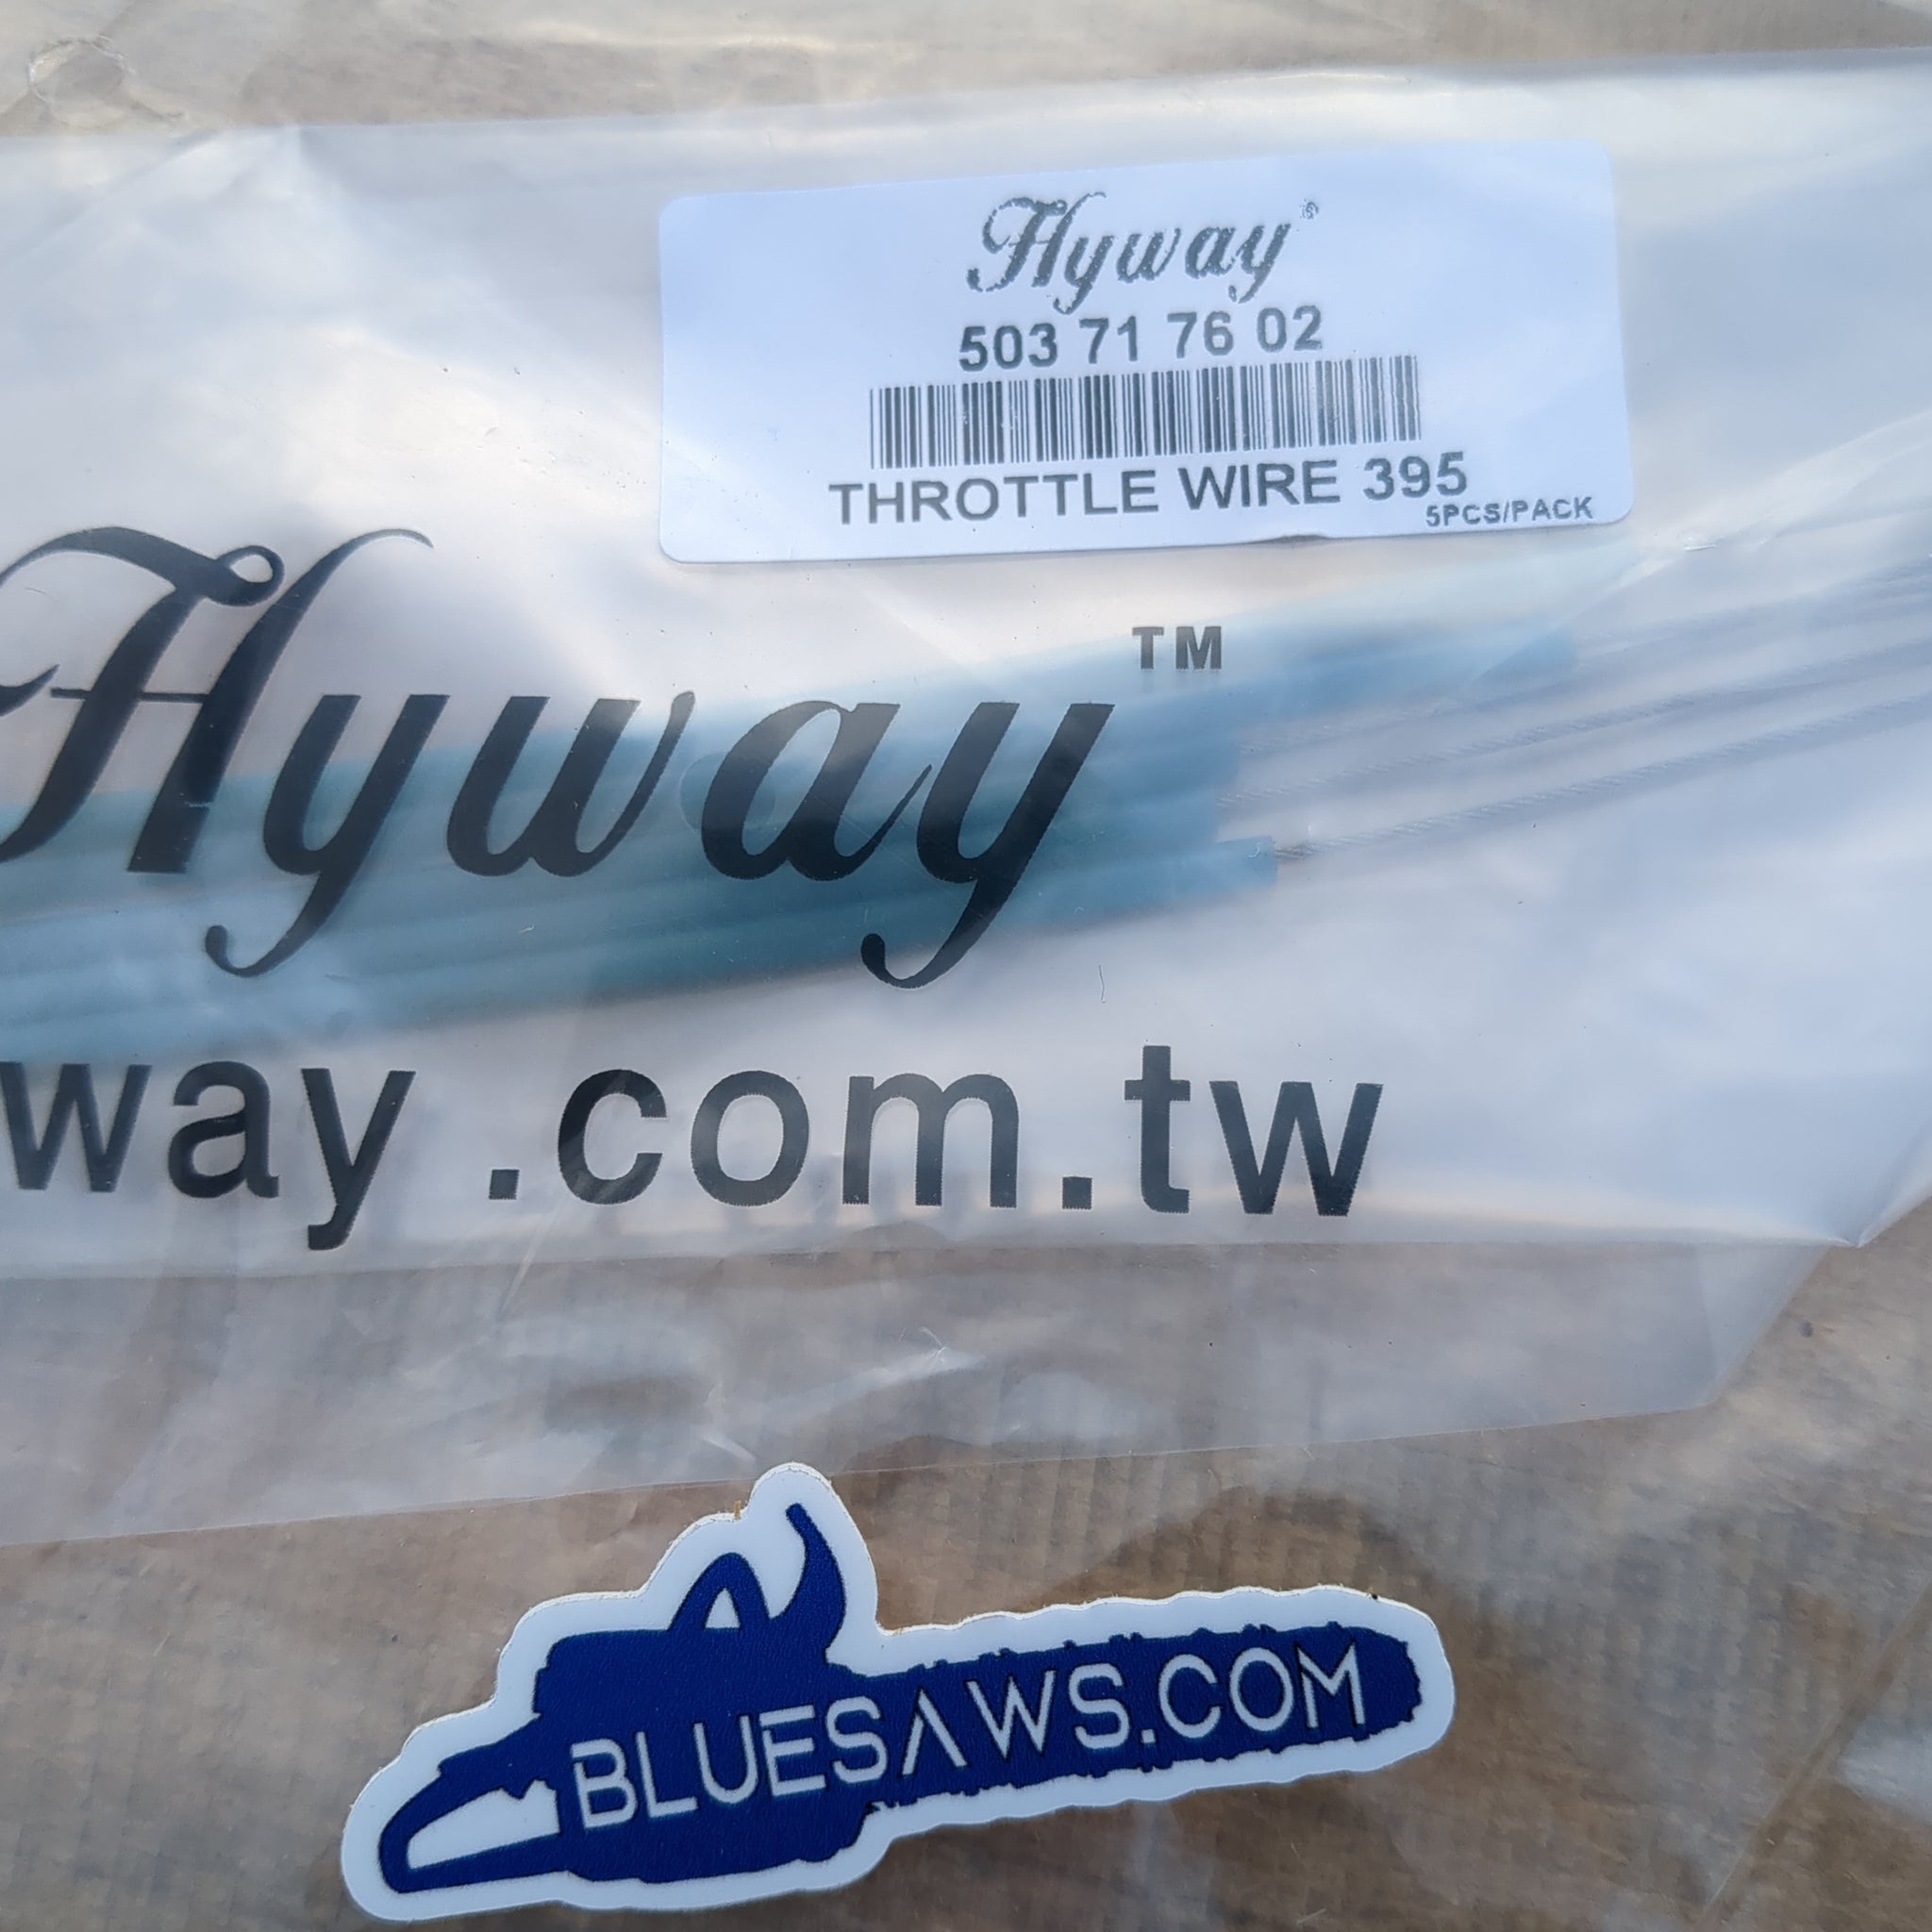 Hyway®
503 71 76 02
THROTTLE WIRE 395
5PCS/PACK
Hyway™
way .com.tw
BLUESAWS.COM